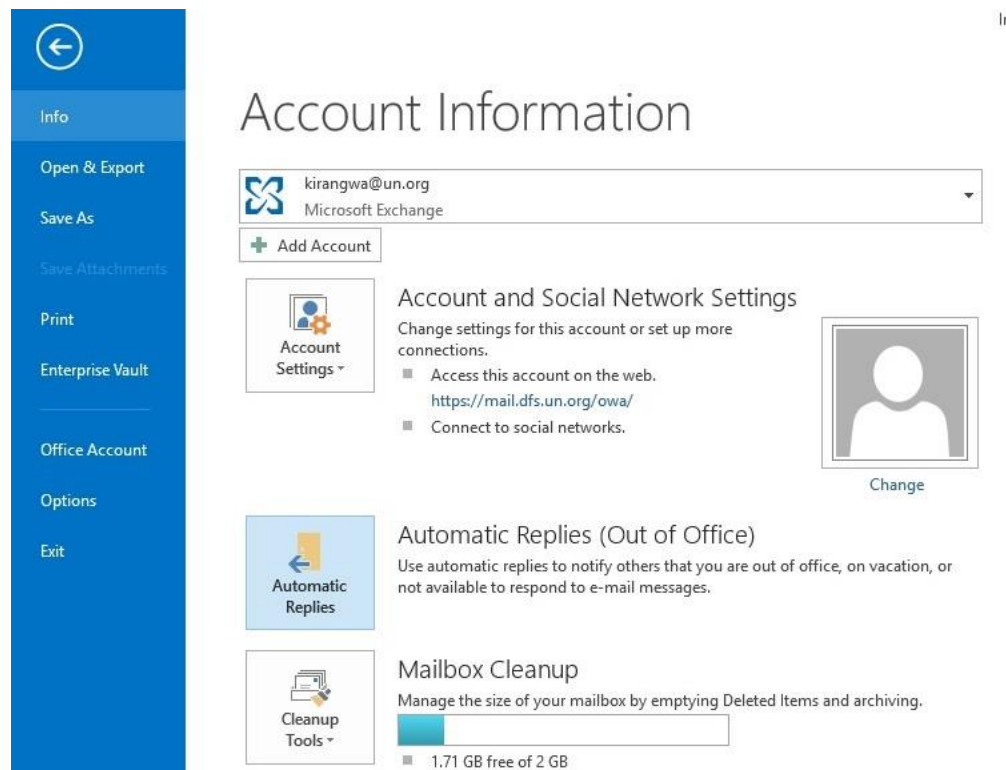 Info
Open & Export
Save As
Save Attachments
Print
Enterprise Vault
Office Account
Options
Exit
Account Information
kirangwa@un.org
Microsoft Exchange
Add Account
Account
Settings
Account and Social Network Settings
Change settings for this account or set up more
connections.
Access this account on the web.
https://mail.dfs.un.org/owa/
Connect to social networks.
Change
Automatic
Replies
Automatic Replies (Out of Office)
Use automatic replies to notify others that you are out of office, on vacation, or
not available to respond to e-mail messages.
Cleanup
Tools
Mailbox Cleanup
Manage the size of your mailbox by emptying Deleted Items and archiving.
1.71 GB free of 2 GB